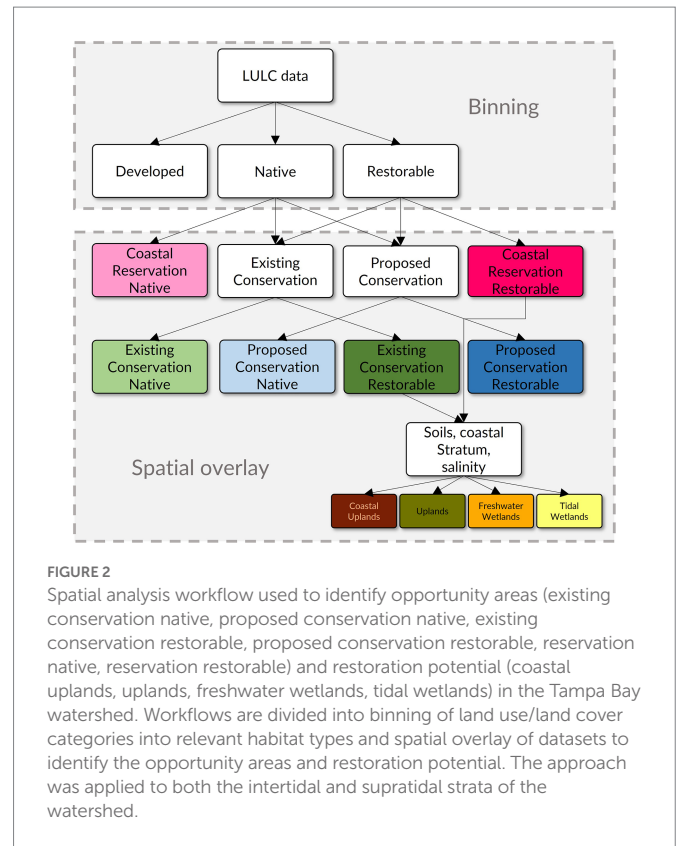 LULC data
Binning
Developed
Native
Restorable
Coastal
Reservation
Native
Existing
Conservation
Proposed
Conservation
Coastal
Reservation
Restorable
Existing
Conservation
Native
Proposed
Conservation
Native
Existing
Conservation
Restorable
Proposed
Conservation
Restorable
Soils, coastal
Stratum,
salinity
Spatial overlay
Coastal
Uplands
Uplands
Freshwater
Wetlands
Tidal
Wetlands
FIGURE 2
Spatial analysis workflow used to identify opportunity areas (existing
conservation native, proposed conservation native, existing
conservation restorable, proposed conservation restorable, reservation
native, reservation restorable) and restoration potential (coastal
uplands, uplands, freshwater wetlands, tidal wetlands) in the Tampa Bay
watershed. Workflows are divided into binning of land use/land cover
categories into relevant habitat types and spatial overlay of datasets to
identify the opportunity areas and restoration potential. The approach
was applied to both the intertidal and supratidal strata of the
watershed.